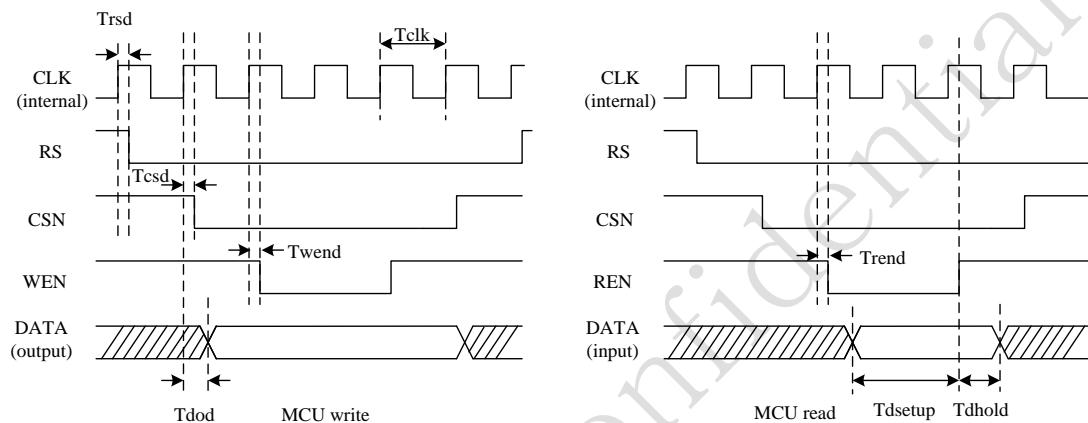 Trsd
Tclk
CLK
(internal)
RS
Tcsd
CSN
Twend
WEN
DATA
(output)
Tdod
MCU write
CLK
(internal)
RS
CSN
Trend
REN
DATA
(input)
MCU read
Tdsetup
Tdhold
onfidential